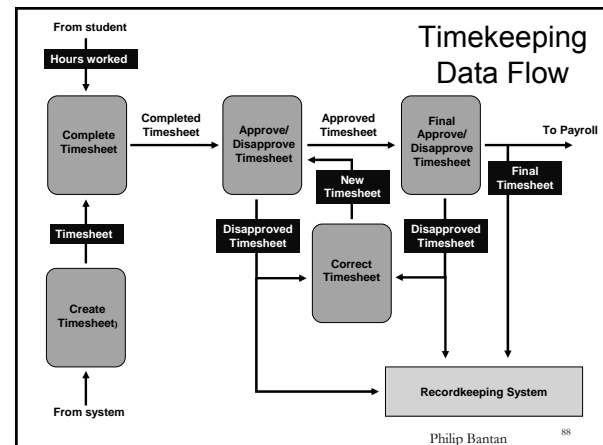 Timekeeping
Data Flow
From student
Hours worked
Complete
Timesheet
Completed
Timesheet
Approve/
Disapprove
Timesheet
Approved
Timesheet
Final
Approve/
Disapprove
Timesheet
To Payroll
New
Timesheet
Final
Timesheet
Timesheet
Disapproved
Timesheet
Disapproved
Timesheet
Correct
Timesheet
Create
Timesheet)
Recordkeeping System
From system
Philip Bantan
88